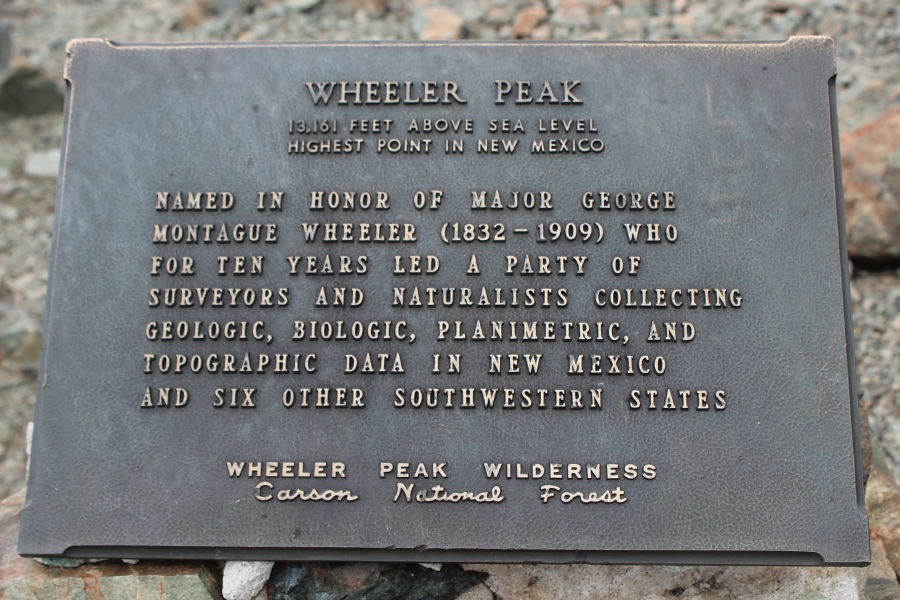 WHEELER PEAK
13,161 FEET ABOVE SEA LEVEL
HIGHEST POINT IN NEW MEXICO
NAMED IN HONOR OF MAJOR GEORGE
MONTAGUE WHEELER (1832-1909) WHO
FOR TEN YEARS LED A PARTY OF
SURVEYORS AND NATURALISTS COLLECTING
GEOLOGIC, BIOLOGIC, PLANIMETRIC, AND
TOPOGRAPHIC DATA IN NEW MEXICO
AND SIX OTHER SOUTHWESTERN STATES
WHEELER PEAK WILDERNESS
Carson National Forest